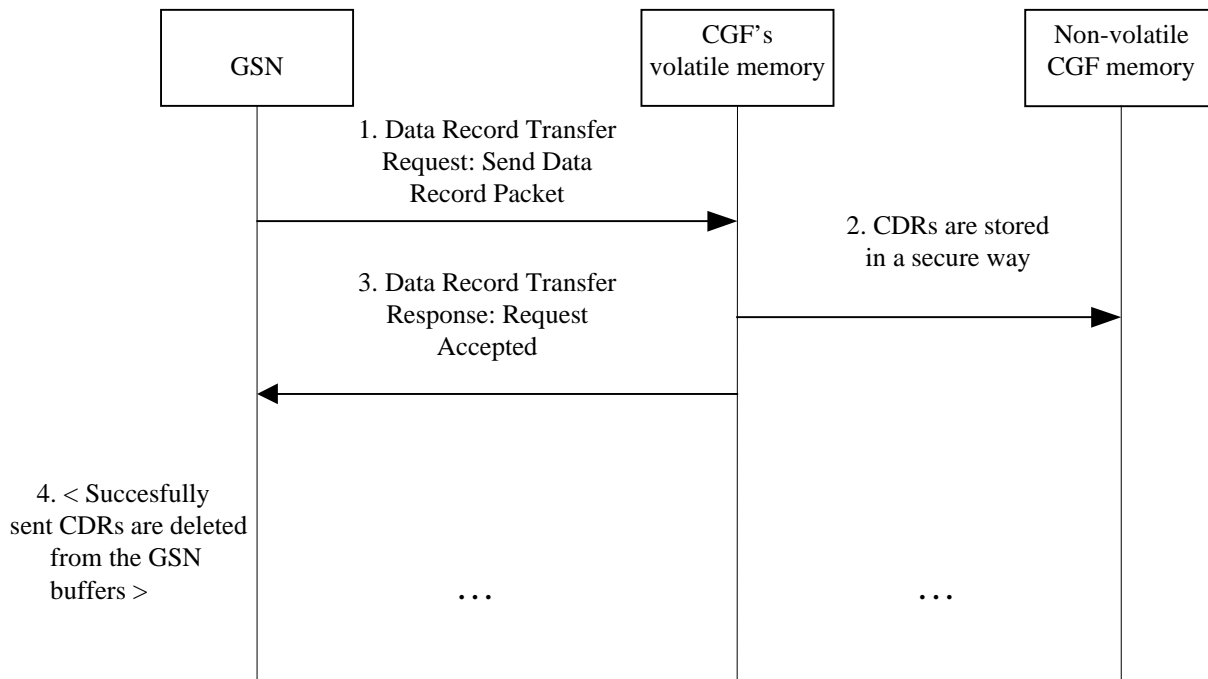 GSN
CGF’s
volatile memory
Non-volatile
CGF memory
1. Data Record Transfer
Request: Send Data
Record Packet
2. CDRs are stored
in a secure way
3. Data Record Transfer
Response: Request
Accepted
4. < Succesfully
sent CDRs are deleted
from the GSN
buffers >
...
...